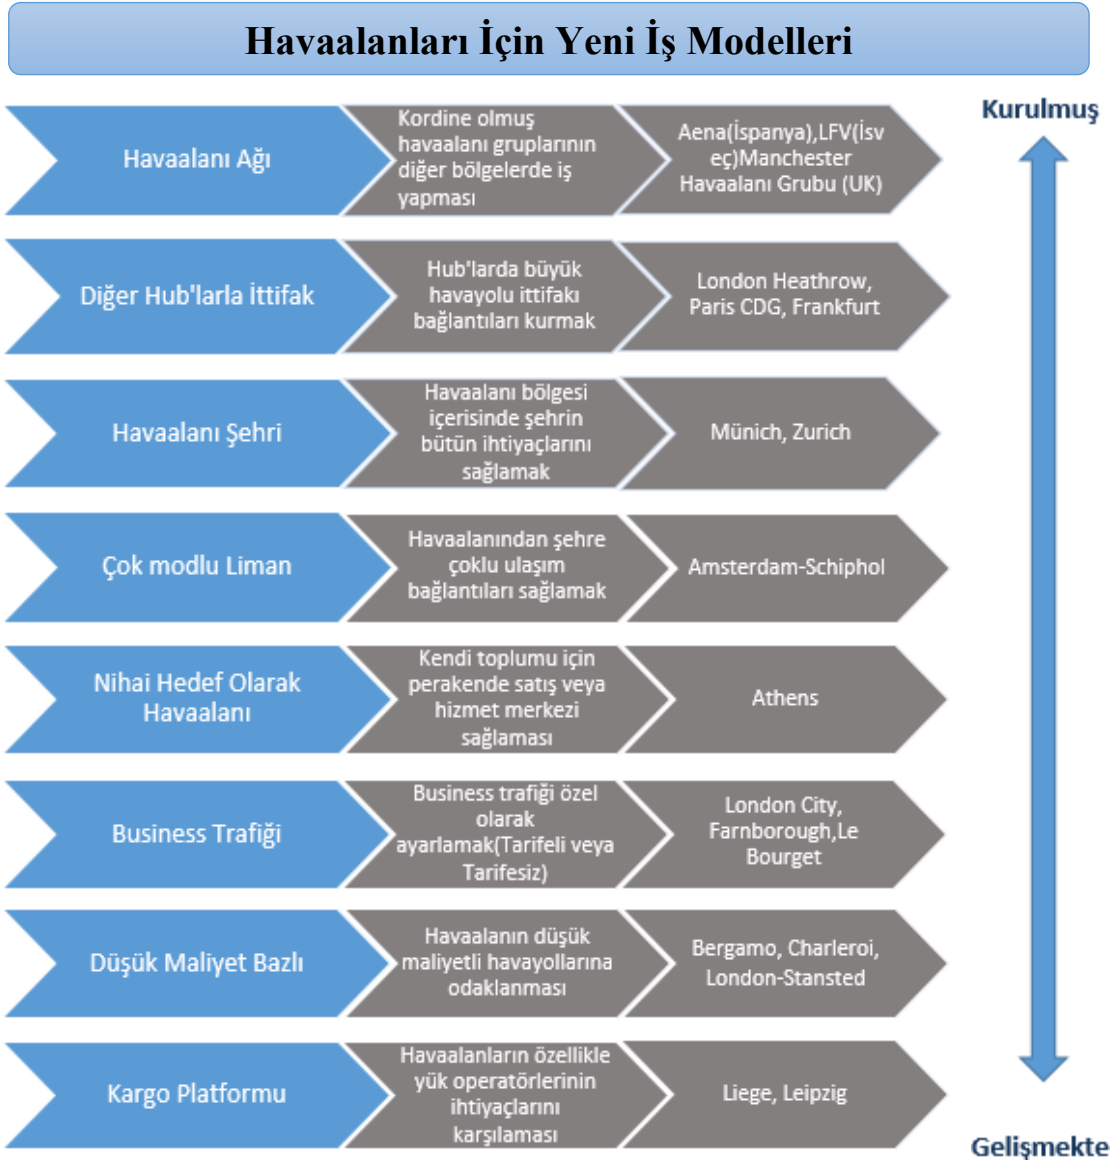 Havaalanları İçin Yeni İş Modelleri
Kurulmuş
Havaalanı Ağı
Kordine olmuş
havaalanı gruplarının
diğer bölgelerde iş
yapması
Aena(İspanya),LFV(İsv
eç)Manchester
Havaalanı Grubu (UK)
Diğer Hub'larla İttifak
Hub'larda büyük
havayolu ittifakı
bağlantıları kurmak
London Heathrow,
Paris CDG, Frankfurt
Havaalanı Şehri
Havaalanı bölgesi
içerisinde şehrin
bütün ihtiyaçlarını
sağlamak
Münich, Zurich
Çok modlu Liman
Havaalanından şehre
çoklu ulaşım
bağlantıları sağlamak
Amsterdam-Schiphol
Nihai Hedef Olarak
Havaalanı
Kendi toplumu için
perakende satış veya
hizmet merkezi
sağlaması
Athens
Business Trafiği
Business trafiği özel
olarak
ayarlamak(Tarifeli veya
Tarifesiz)
London City,
Farnborough,Le
Bourget
Düşük Maliyet Bazlı
Havaalanın düşük
maliyetli havayollarına
odaklanması
Bergamo, Charleroi,
London-Stansted
Kargo Platformu
Havaalanların özellikle
yük operatörlerinin
ihtiyaçlarını
karşılaması
Liege, Leipzig
Gelişmekte